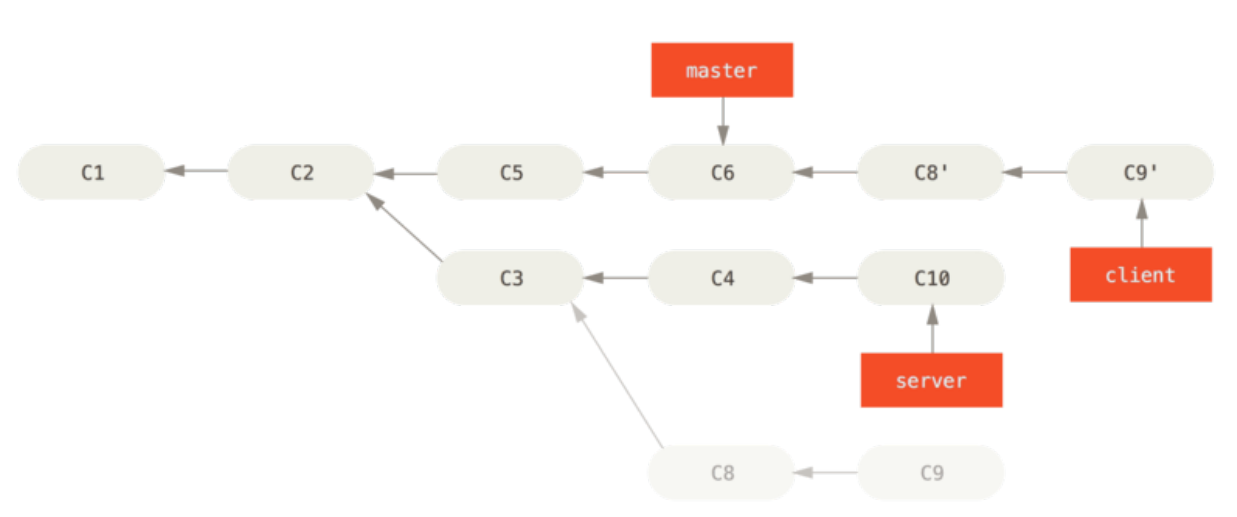 master
C1
C2
C5
C6
C8'
C9'
C3
C4
C10
client
server
C8
C9